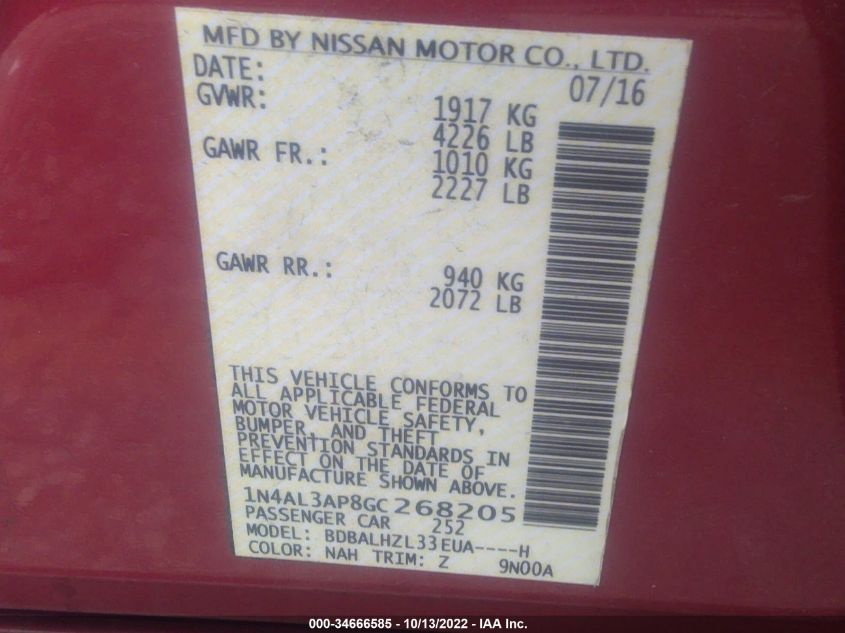 MFD BY NISSAN MOTOR CO., LTD.
DATE: 07/16
GVWR: 1917 KG
4226 LB
GAWR FR.: 1010 KG
2227 LB
GAWR RR.: 940 KG
2072 LB
THIS VEHICLE CONFORMS TO
ALL APPLICABLE FEDERAL
MOTOR VEHICLE SAFETY,
BUMPER, AND THEFT
PREVENTION STANDARDS IN
EFFECT ON THE DATE OF
MANUFACTURE SHOWN ABOVE.
1N4AL3AP8GC268205
PASSENGER CAR 252
MODEL: BDBALHZL33EUA----H
COLOR: NAH TRIM: Z 9N00A
000-34666585 - 10/13/2022 - IAA Inc.